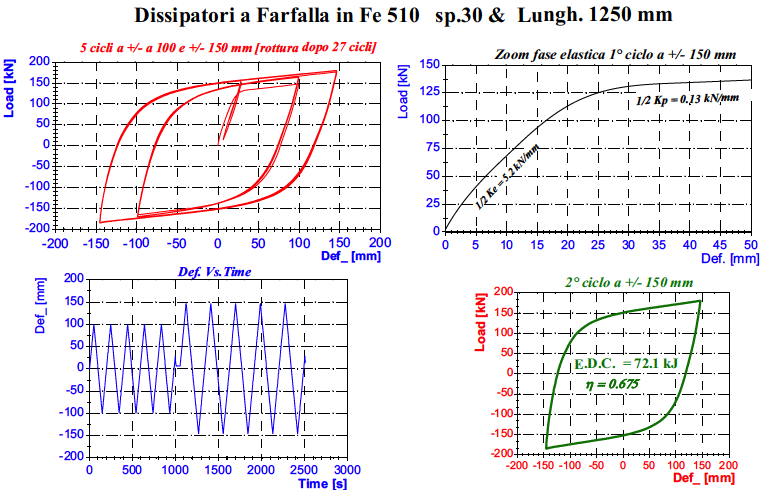 Dissipatori a Farfalla in Fe 510 sp.30 & Lungh. 1250 mm
5 cicli a +/- a 100 e +/- 150 mm [rottura dopo 27 cicli]
Load [kN]
200
150
100
50
0
-50
-100
-150
-200
-200 -150 -100 -50 0 50 100 150 200
Def_ [mm]
Zoom fase elastica 1° ciclo a +/- 150 mm
Load [kN]
150
125
100
75
50
25
0
1/2 Kp = 0.13 kN/mm
1/2 Ke = 5.2 kN/mm
0 5 10 15 20 25 30 35 40 45 50
Def. [mm]
Def. Vs.Time
Def_ [mm]
200
150
100
50
0
-50
-100
-150
-200
0 500 1000 1500 2000 2500 3000
Time [s]
2° ciclo a +/- 150 mm
Load [kN]
200
150
100
50
0
-50
-100
-150
-200
E.D.C. = 72.1 kJ
η = 0.675
-200 -150 -100 -50 0 50 100 150 200
Def_ [mm]